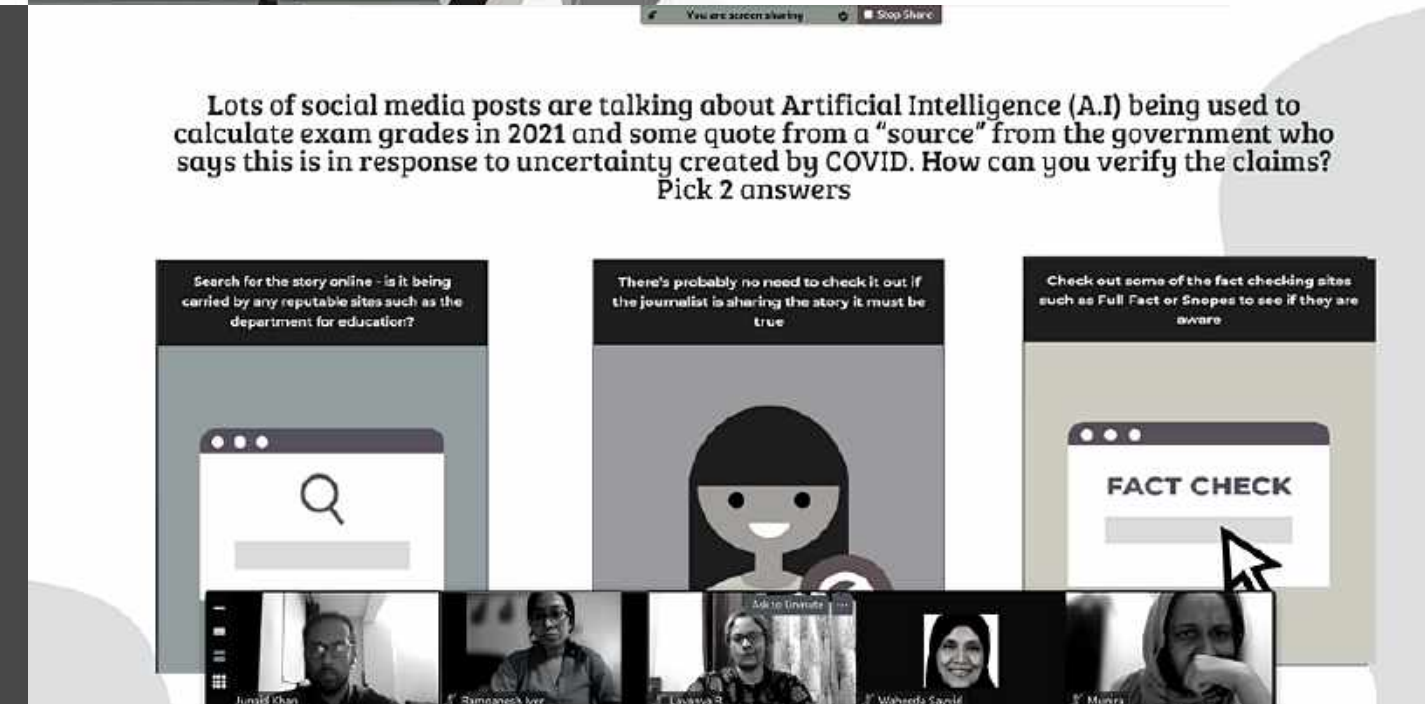 You are screen sharing
Stop Share
Lots of social media posts are talking about Artificial Intelligence (A.I) being used to
calculate exam grades in 2021 and some quote from a “source” from the government who
says this is in response to uncertainty created by COVID. How can you verify the claims?
Pick 2 answers
Search for the story online - is it being
carried by any reputable sites such as the
department for education?
There's probably no need to check it out if
the journalist is sharing the story it must be
true
Check out some of the fact checking sites
such as Full Fact or Snopes to see if they are
aware
FACT CHECK
Ask to Unmute
Junaid Khan
Lavanya R
Waheeda
Munira